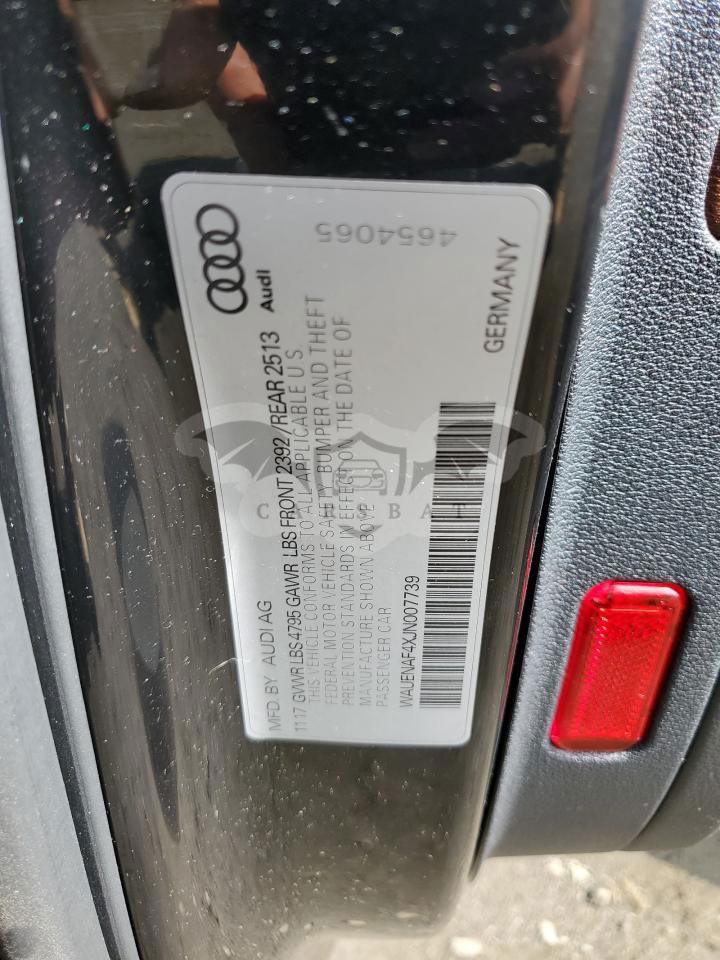 Audi
4654065
MFD. BY AUDI AG
1117 GVWR LBS 4795 GAWR LBS FRONT 2392 / REAR 2513
THIS VEHICLE CONFORMS TO ALL APPLICABLE U.S.
FEDERAL MOTOR VEHICLE SAFETY, BUMPER AND THEFT
PREVENTION STANDARDS IN EFFECT ON THE DATE OF
MANUFACTURE SHOWN ABOVE
PASSENGER CAR
WAUENAF4XJN007739
GERMANY
CARSBAT